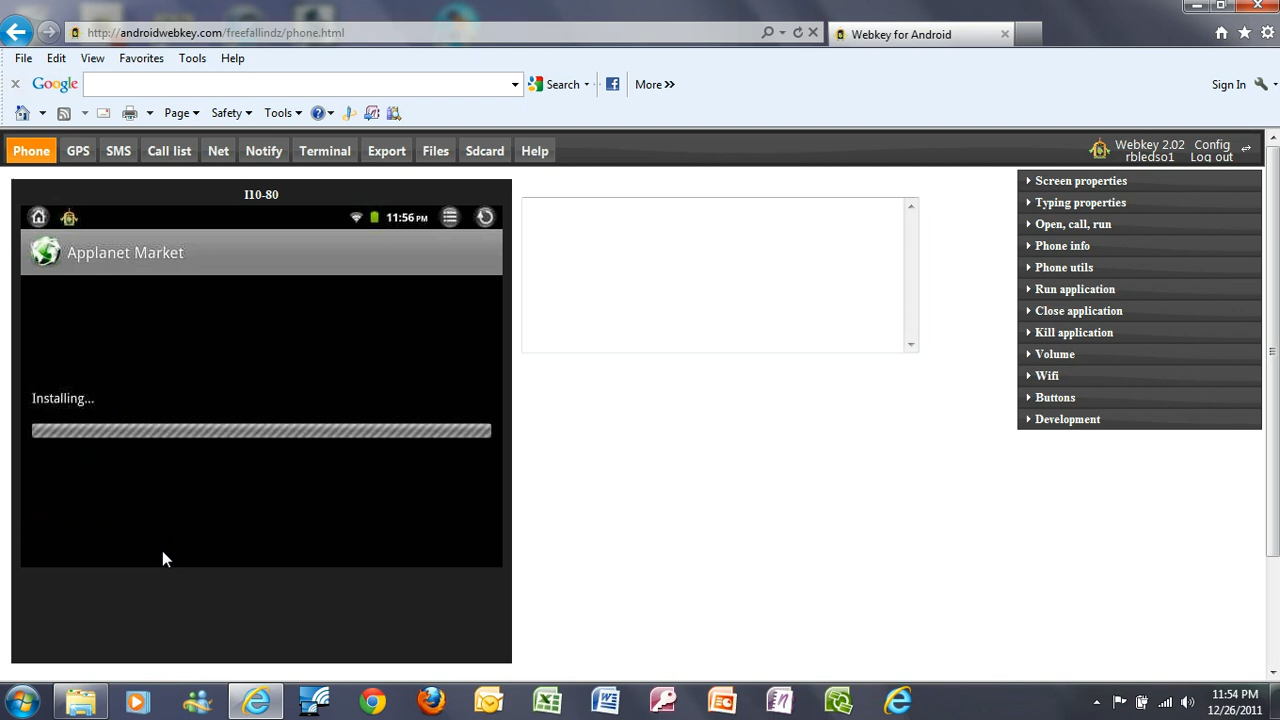 http://androidwebkey.com/freefallindz/phone.html
Webkey for Android
File Edit View Favorites Tools Help
Google Search More »
Sign In
Page Safety Tools
Phone GPS SMS Call list Net Notify Terminal Export Files Sdcard Help
Webkey 2.02 Config
rbledso1 Log out
I10-80
11:56 PM
Applanet Market
Installing...
Screen properties
Typing properties
Open, call, run
Phone info
Phone utils
Run application
Close application
Kill application
Volume
Wifi
Buttons
Development
11:54 PM
12/26/2011